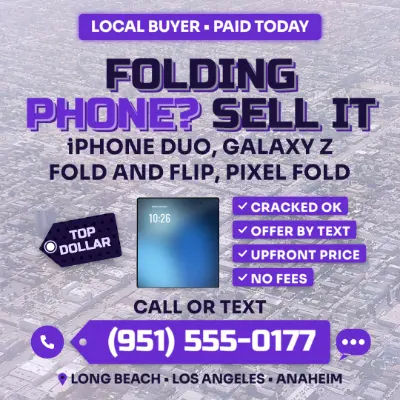 LOCAL BUYER • PAID TODAY
FOLDING
PHONE? SELL IT
iPHONE DUO, GALAXY Z
FOLD AND FLIP, PIXEL FOLD
TOP
DOLLAR
10:26
CRACKED OK
OFFER BY TEXT
UPFRONT PRICE
NO FEES
CALL OR TEXT
(951) 555-0177
LONG BEACH • LOS ANGELES • ANAHEIM